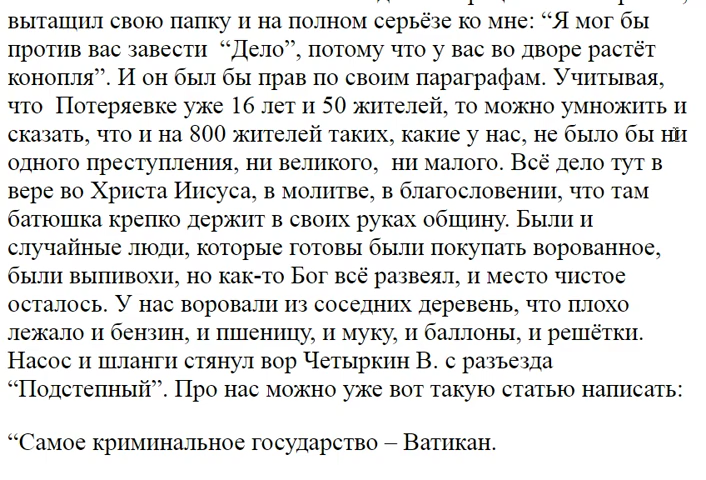 вытащил свою папку и на полном серьёзе ко мне: “Я мог бы
против вас завести “Дело”, потому что у вас во дворе растёт
конопля”. И он был бы прав по своим параграфам. Учитывая,
что Потеряевке уже 16 лет и 50 жителей, то можно умножить и
сказать, что и на 800 жителей таких, какие у нас, не было бы ни
одного преступления, ни великого, ни малого. Всё дело тут в
вере во Христа Иисуса, в молитве, в благословении, что там
батюшка крепко держит в своих руках общину. Были и
случайные люди, которые готовы были покупать ворованное,
были выпивохи, но как-то Бог всё развеял, и место чистое
осталось. У нас воровали из соседних деревень, что плохо
лежало и бензин, и пшеницу, и муку, и баллоны, и решётки.
Насос и шланги стянул вор Четыркин В. с разъезда
“Подстепный”. Про нас можно уже вот такую статью написать:
“Самое криминальное государство – Ватикан.